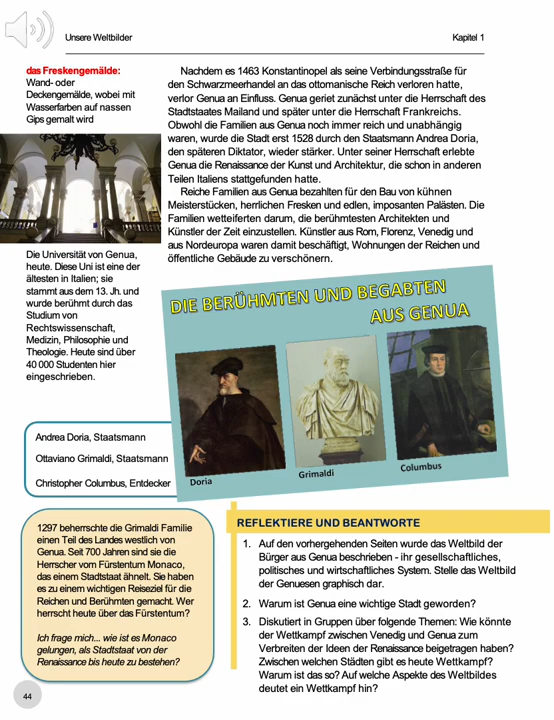 Unsere Weltbilder
Kapitel 1
das Freskengemälde:
Wand- oder
Deckengemälde, wobei mit
Wasserfarben auf nassen
Gips gemalt wird
Die Universität von Genua,
heute. Diese Uni ist eine der
ältesten in Italien; sie
stammt aus dem 13. Jh. und
wurde berühmt durch das
Studium von
Rechtswissenschaft,
Medizin, Philosophie und
Theologie. Heute sind über
40 000 Studenten hier
eingeschrieben.
Nachdem es 1463 Konstantinopel als seine Verbindungsstraße für
den Schwarzmeerhandel an das ottomanische Reich verloren hatte,
verlor Genua an Einfluss. Genua geriet zunächst unter die Herrschaft des
Stadtstaates Mailand und später unter die Herrschaft Frankreichs.
Obwohl die Familien aus Genua noch immer reich und unabhängig
waren, wurde die Stadt erst 1528 durch den Staatsmann Andrea Doria,
den späteren Diktator, wieder stärker. Unter seiner Herrschaft erlebte
Genua die Renaissance der Kunst und Architektur, die schon in anderen
Teilen Italiens stattgefunden hatte.
Reiche Familien aus Genua bezahlten für den Bau von kühnen
Meisterstücken, herrlichen Fresken und edlen, imposanten Palästen. Die
Familien wetteiferten darum, die berühmtesten Architekten und
Künstler der Zeit einzustellen. Künstler aus Rom, Florenz, Venedig und
aus Nordeuropa waren damit beschäftigt, Wohnungen der Reichen und
öffentliche Gebäude zu verschönern.
DIE BERÜHMTEN UND BEGABTEN
AUS GENUA
Doria
Grimaldi
Columbus
Andrea Doria, Staatsmann
Ottaviano Grimaldi, Staatsmann
Christopher Columbus, Entdecker
1297 beherrschte die Grimaldi Familie
einen Teil des Landes westlich von
Genua. Seit 700 Jahren sind sie die
Herrscher vom Fürstentum Monaco,
das einem Stadtstaat ähnelt. Sie haben
es zu einem wichtigen Reiseziel für die
Reichen und Berühmten gemacht. Wer
herrscht heute über das Fürstentum?
Ich frage mich... wie ist es Monaco
gelungen, als Stadtstaat von der
Renaissance bis heute zu bestehen?
REFLEKTIERE UND BEANTWORTE
1. Auf den vorhergehenden Seiten wurde das Weltbild der
Bürger aus Genua beschrieben - ihr gesellschaftliches,
politisches und wirtschaftliches System. Stelle das Weltbild
der Genuesen graphisch dar.
2. Warum ist Genua eine wichtige Stadt geworden?
3. Diskutiert in Gruppen über folgende Themen: Wie könnte
der Wettkampf zwischen Venedig und Genua zum
Verbreiten der Ideen der Renaissance beigetragen haben?
Zwischen welchen Städten gibt es heute Wettkampf?
Warum ist das so? Auf welche Aspekte des Weltbildes
deutet ein Wettkampf hin?
44